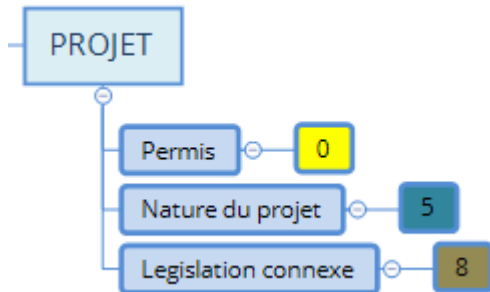 PROJET
Permis 0
Nature du projet 5
Legislation connexe 8